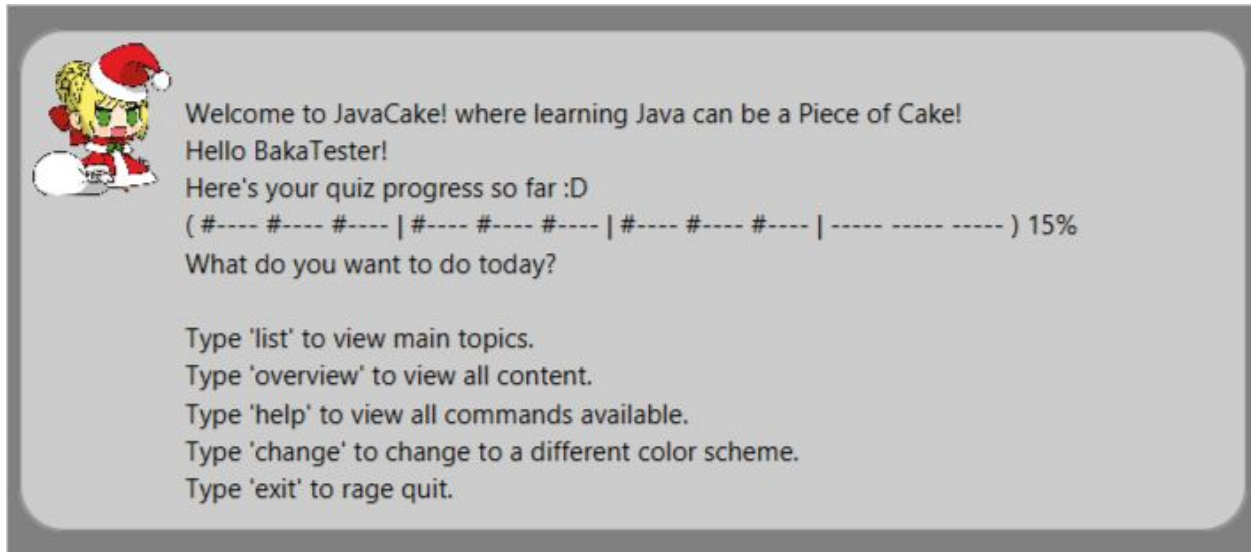 Welcome to JavaCake! where learning Java can be a Piece of Cake!
Hello BakaTester!
Here's your quiz progress so far :D
( #---- #---- #---- | #---- #---- #---- | #---- #---- #---- | ----- ----- ----- ) 15%
What do you want to do today?
Type 'list' to view main topics.
Type 'overview' to view all content.
Type 'help' to view all commands available.
Type 'change' to change to a different color scheme.
Type 'exit' to rage quit.